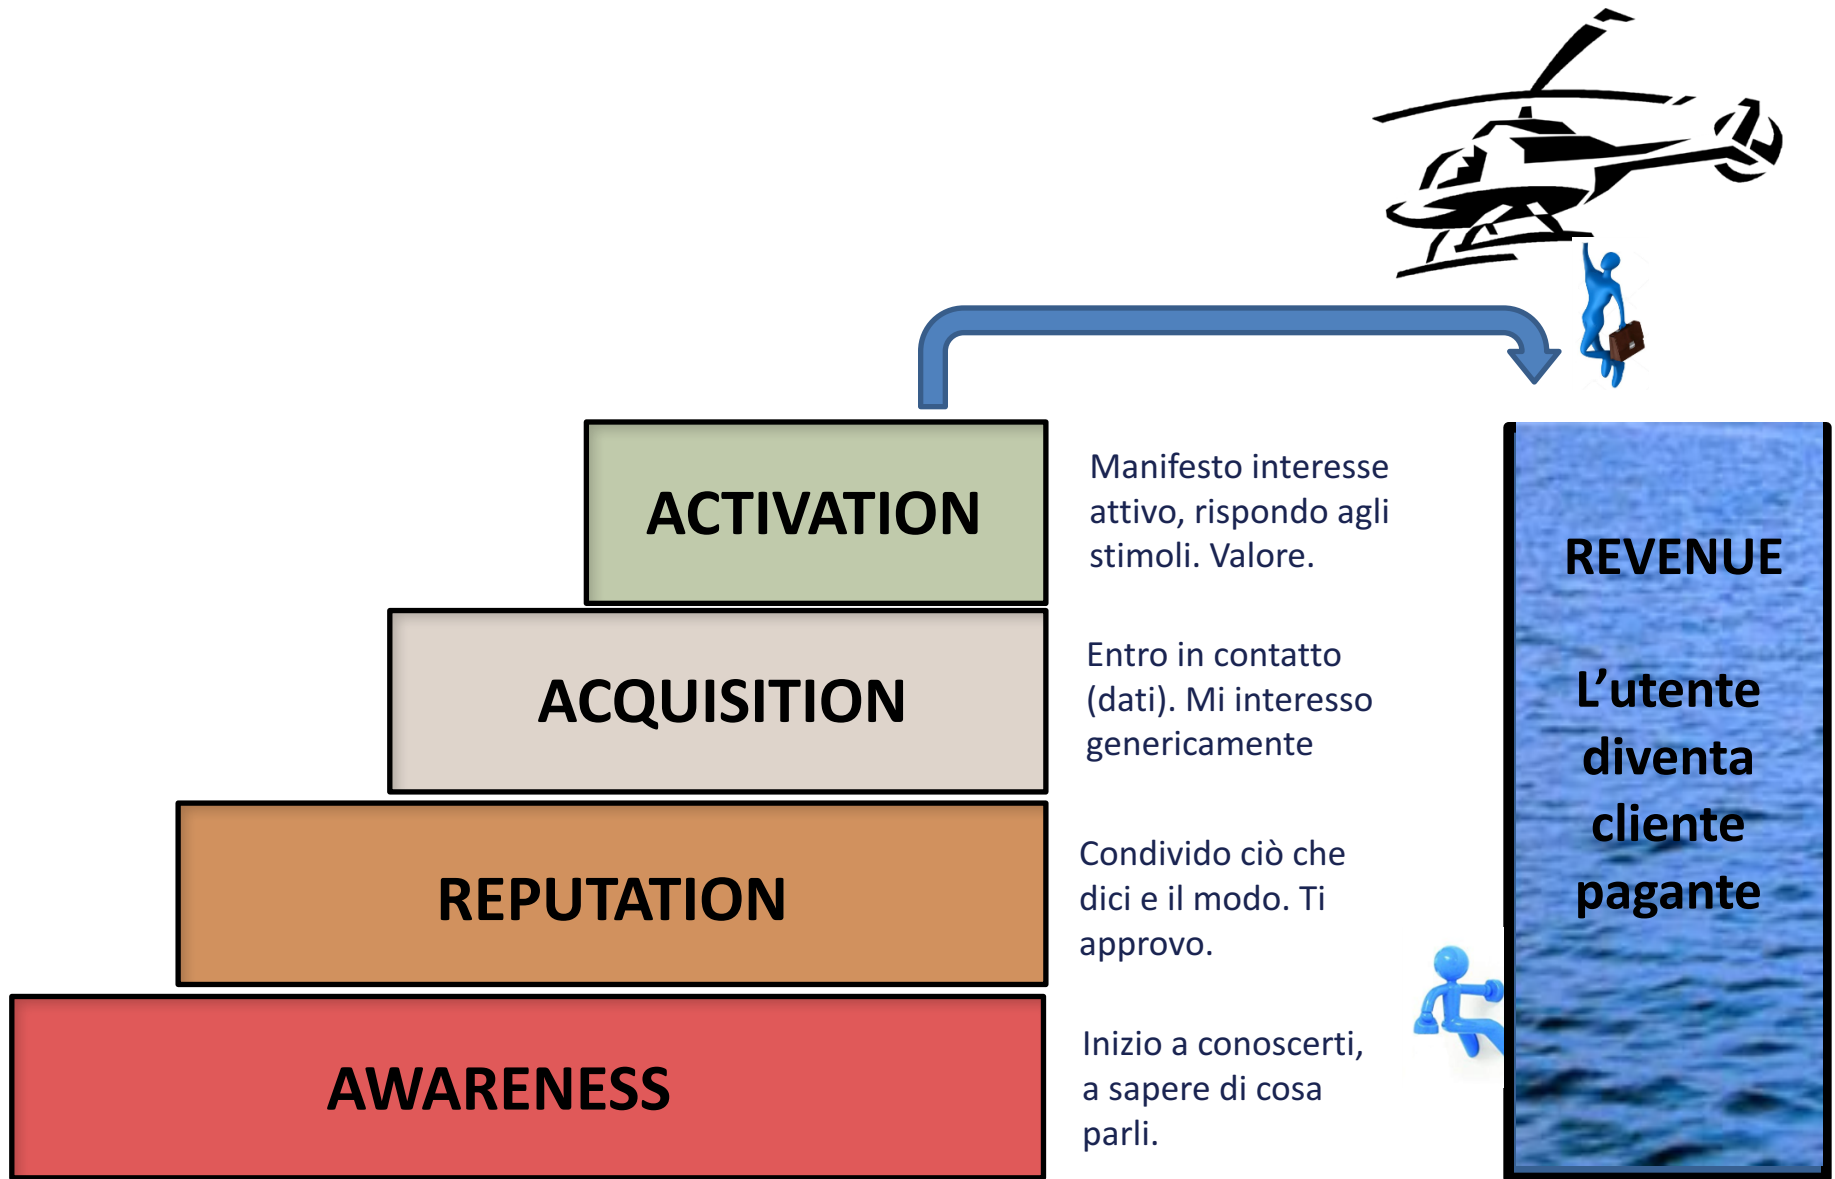 ACTIVATION
Manifesto interesse
attivo, rispondo agli
stimoli. Valore.
ACQUISITION
Entro in contatto
(dati). Mi interesso
genericamente
REPUTATION
Condivido ciò che
dici e il modo. Ti
approvo.
AWARENESS
Inizio a conoscerti,
a sapere di cosa
parli.
REVENUE
L’utente
diventa
cliente
pagante